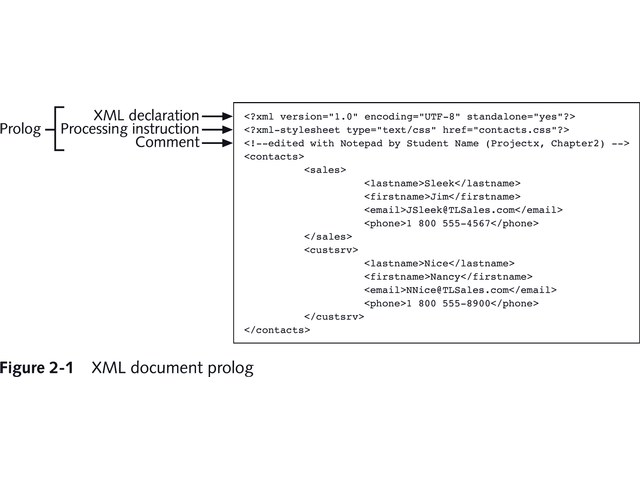 XML declaration <?xml version="1.0" encoding="UTF-8" standalone="yes"?>
Prolog Processing instruction <?xml-stylesheet type="text/css" href="contacts.css"?>
Comment <!--edited with Notepad by Student Name (Projectx, Chapter2) -->
<contacts>
<sales>
<lastname>Sleek</lastname>
<firstname>Jim</firstname>
<email>JSleek@TLSales.com</email>
<phone>1 800 555-4567</phone>
</sales>
<custsrv>
<lastname>Nice</lastname>
<firstname>Nancy</firstname>
<email>NNice@TLSales.com</email>
<phone>1 800 555-8900</phone>
</custsrv>
</contacts>
Figure 2-1 XML document prolog